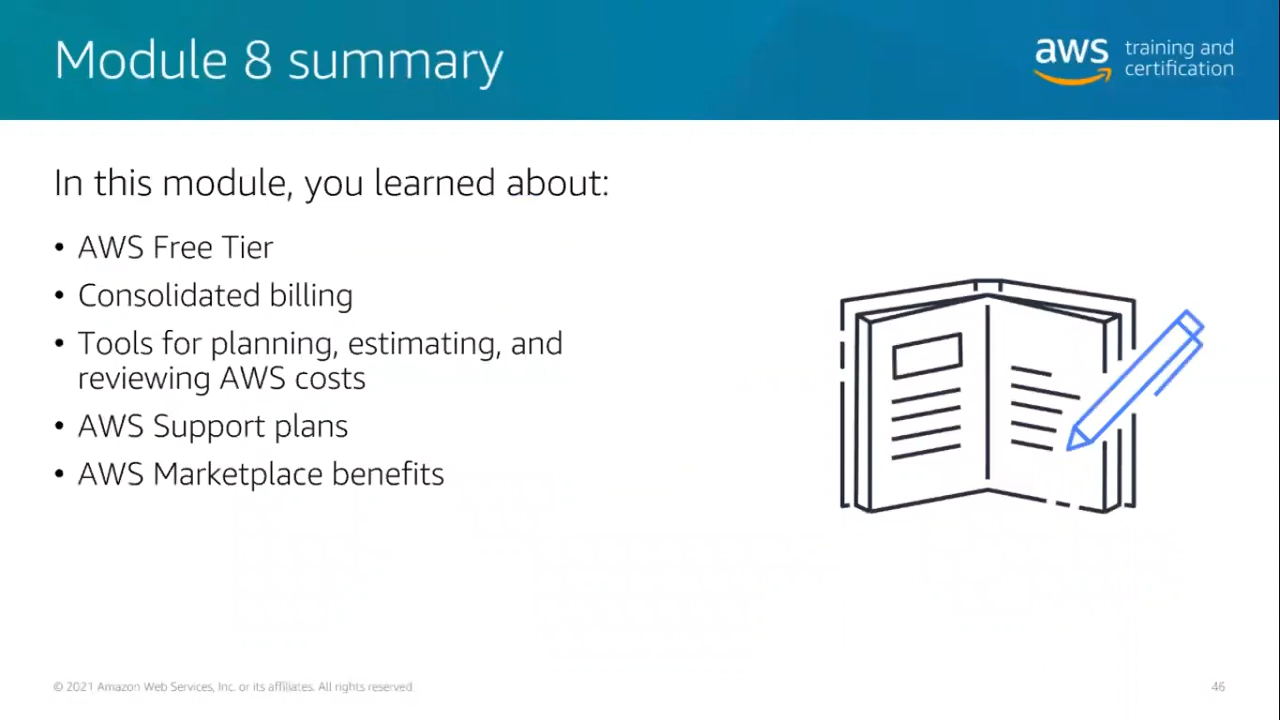 Module 8 summary
aws training and
certification
In this module, you learned about:
• AWS Free Tier
• Consolidated billing
• Tools for planning, estimating, and
reviewing AWS costs
• AWS Support plans
• AWS Marketplace benefits
© 2021 Amazon Web Services, Inc. or its affiliates. All rights reserved.
46